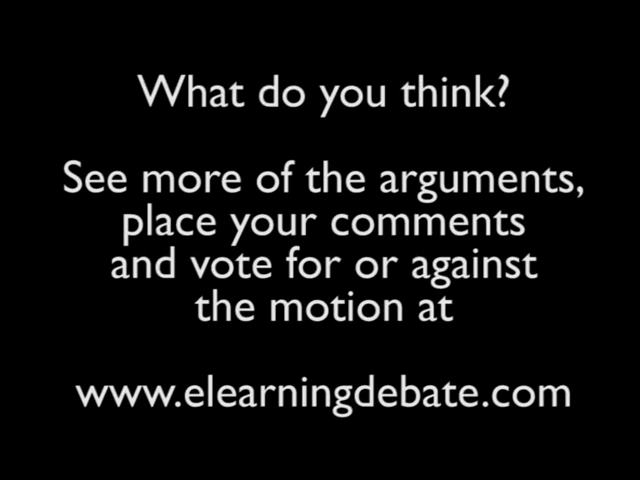 What do you think?
See more of the arguments,
place your comments
and vote for or against
the motion at
www.elearningdebate.com